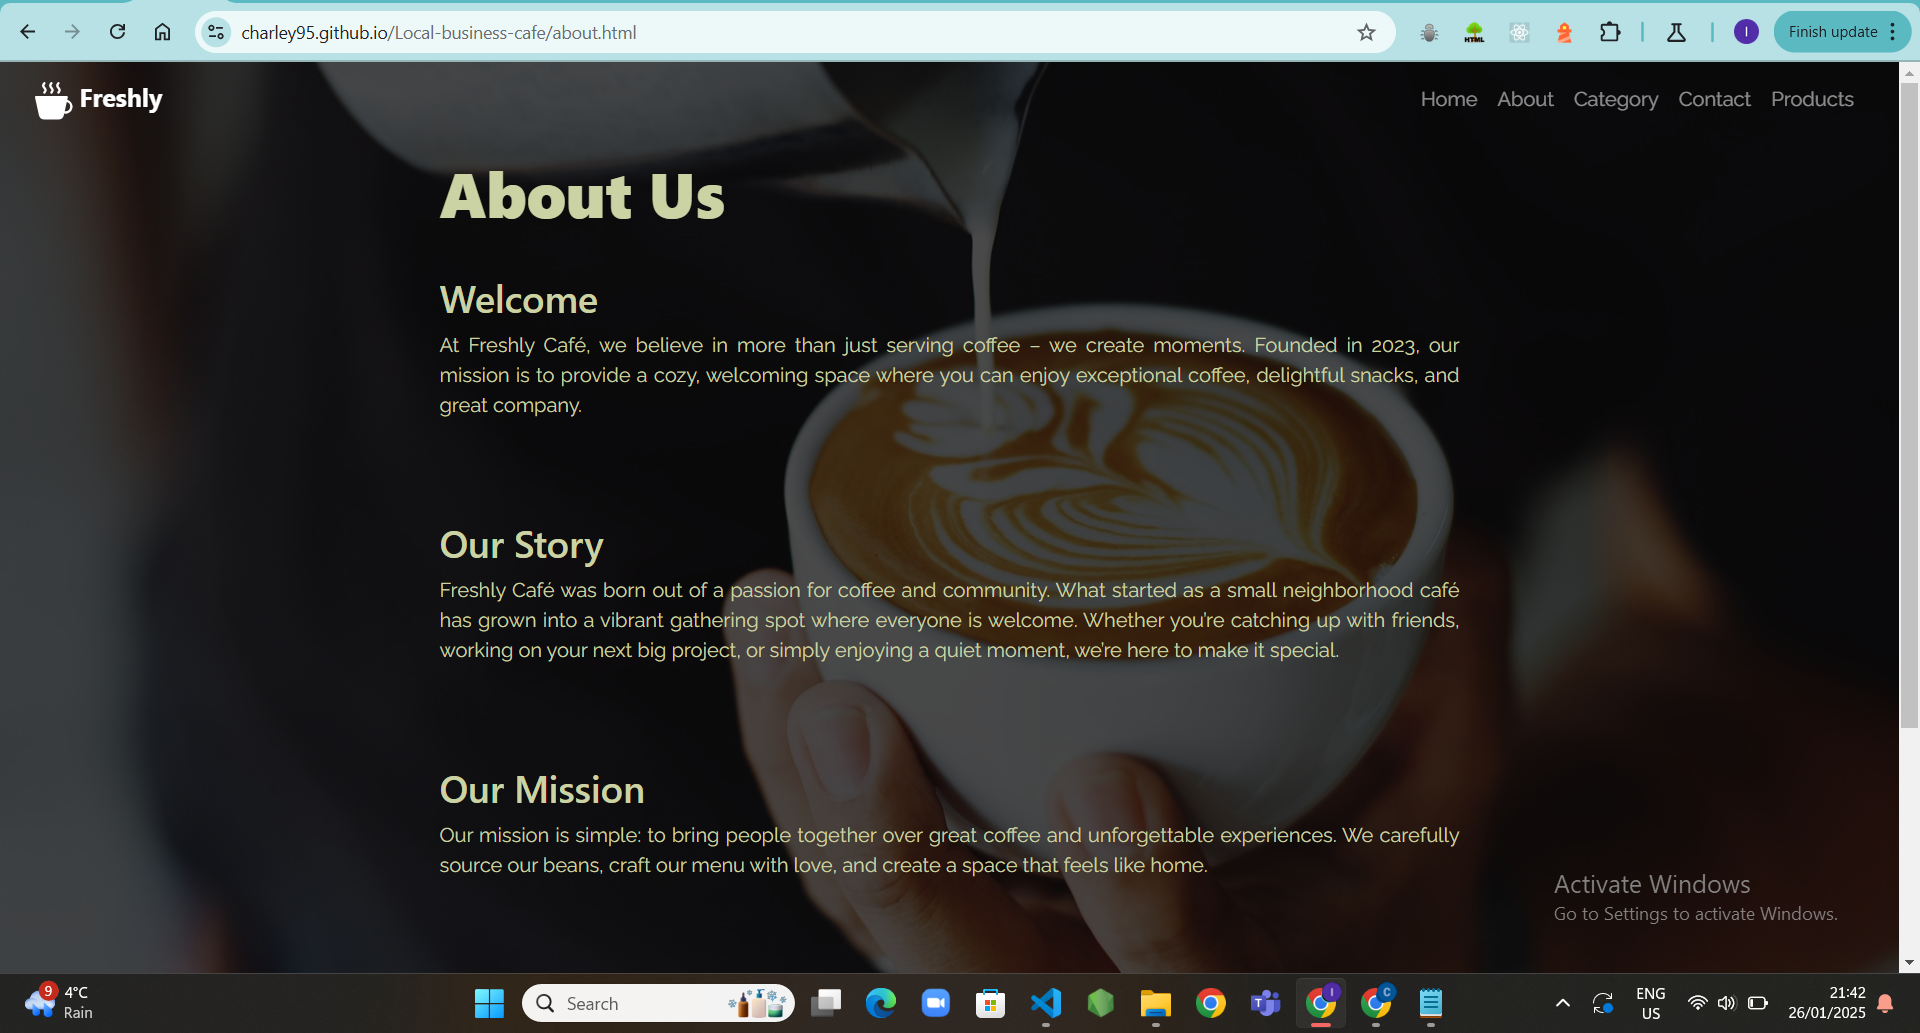 charley95.github.io/Local-business-cafe/about.html
HTML
I
Finish update
Freshly
Home About Category Contact Products
About Us
Welcome
At Freshly Café, we believe in more than just serving coffee – we create moments. Founded in 2023, our
mission is to provide a cozy, welcoming space where you can enjoy exceptional coffee, delightful snacks, and
great company.
Our Story
Freshly Café was born out of a passion for coffee and community. What started as a small neighborhood café
has grown into a vibrant gathering spot where everyone is welcome. Whether you’re catching up with friends,
working on your next big project, or simply enjoying a quiet moment, we’re here to make it special.
Our Mission
Our mission is simple: to bring people together over great coffee and unforgettable experiences. We carefully
source our beans, craft our menu with love, and create a space that feels like home.
Activate Windows
Go to Settings to activate Windows.
9
4°C
Rain
Search
T
I
C
ENG
US
21:42
26/01/2025